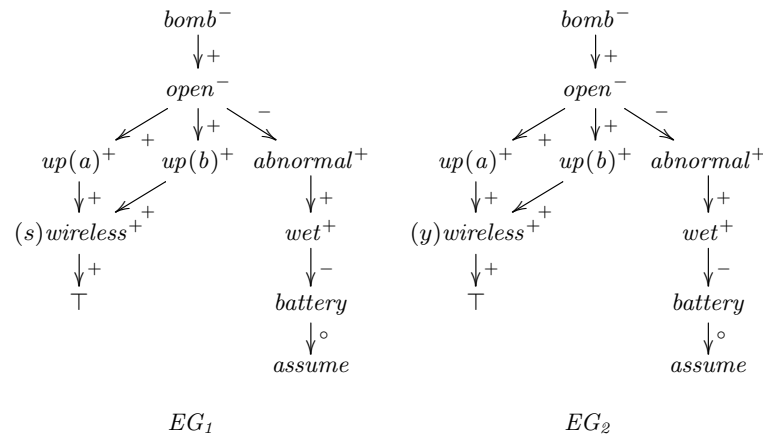 bomb⁻ bomb⁻
+ +
open⁻ open⁻
− −
+ + + +
up(a)⁺ up(b)⁺ abnormal⁺ up(a)⁺ up(b)⁺ abnormal⁺
+ + + + + +
(s)wireless⁺ wet⁺ (y)wireless⁺ wet⁺
+ − + −
⊤ battery ⊤ battery
∘ ∘
assume assume
EG₁ EG₂